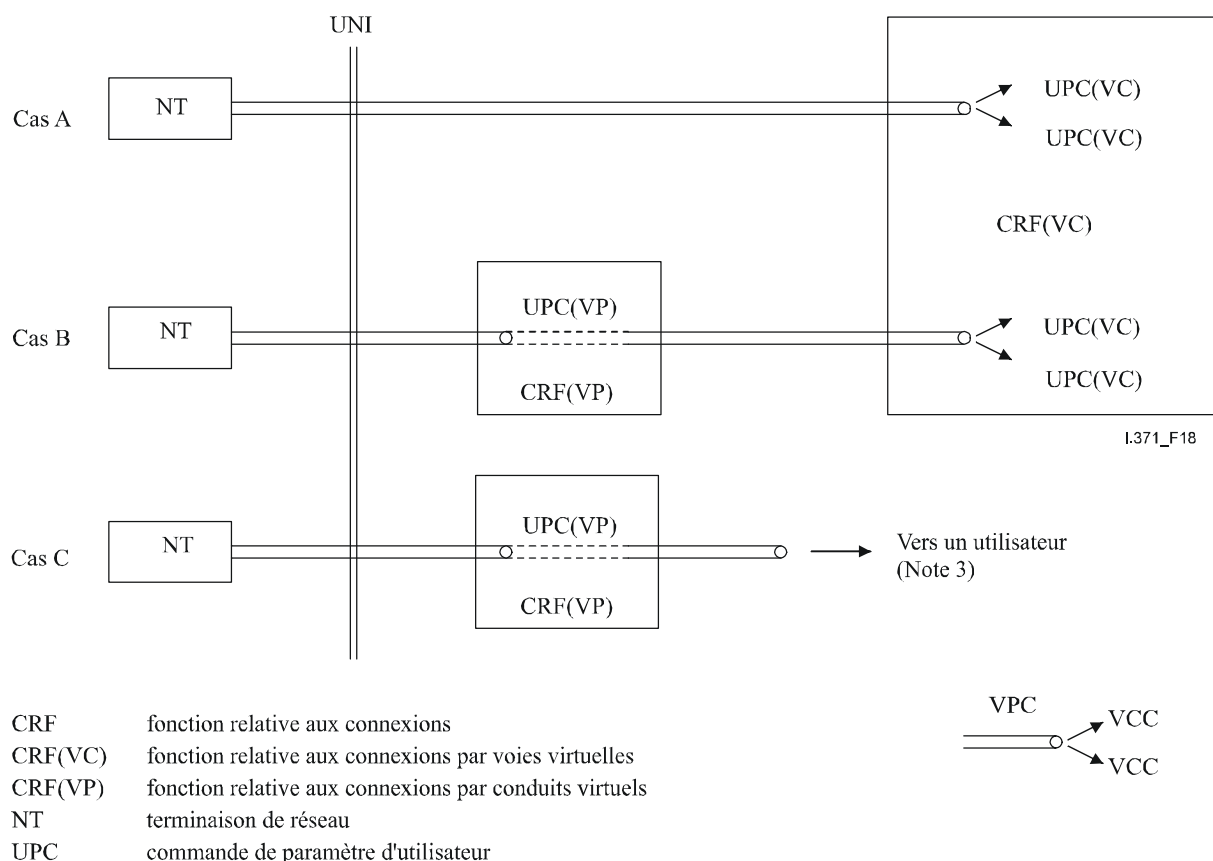 UNI
NT
Cas A
UPC(VC)
UPC(VC)
CRF(VC)
NT
Cas B
UPC(VP)
CRF(VP)
UPC(VC)
UPC(VC)
I.371_F18
NT
Cas C
UPC(VP)
CRF(VP)
Vers un utilisateur
(Note 3)
CRF fonction relative aux connexions
CRF(VC) fonction relative aux connexions par voies virtuelles
CRF(VP) fonction relative aux connexions par conduits virtuels
NT terminaison de réseau
UPC commande de paramètre d'utilisateur
VPC
VCC
VCC